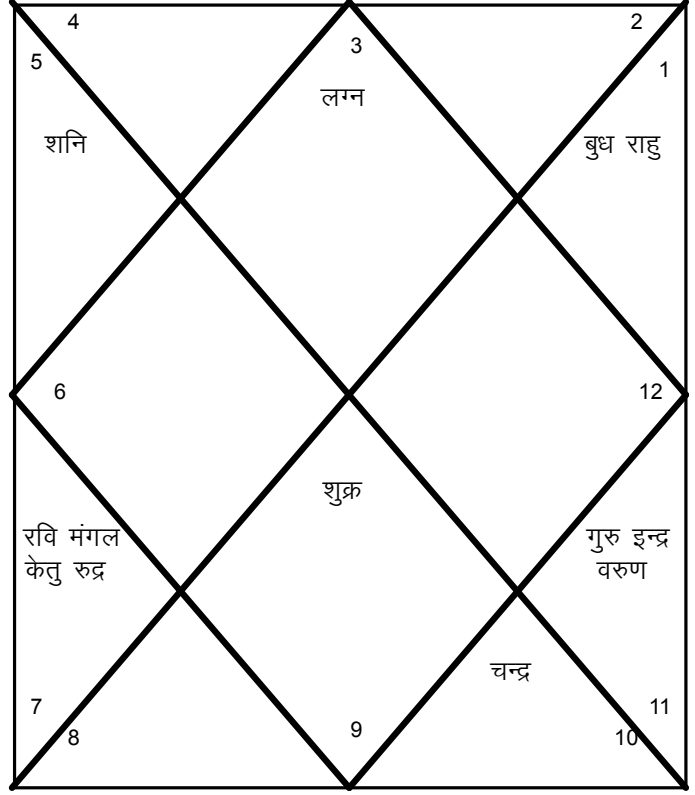 4
3
2
5
1
लग्न
शनि
बुध राहु
6
12
शुक्र
रवि मंगल
केतु रुद्र
गुरु इन्द्र
वरुण
चन्द्र
7
11
8
9
10